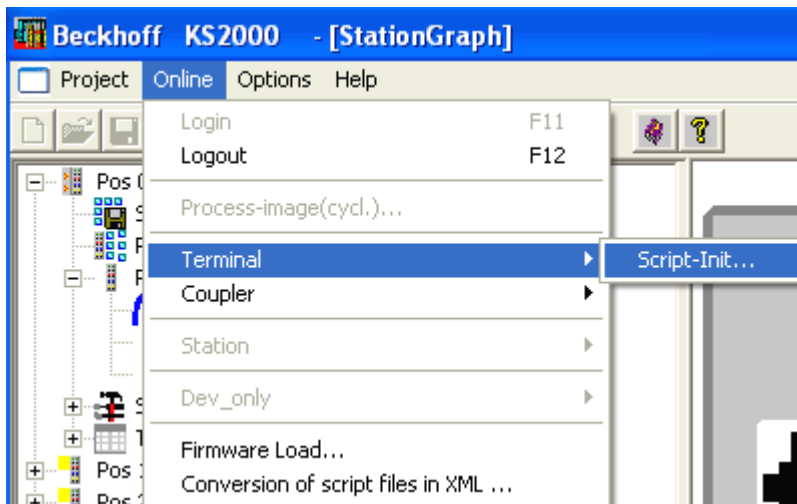 Beckhoff KS2000 - [StationGraph]
Project Online Options Help
Login F11
Logout F12
Process-image(cycl.)...
Terminal Script-Init...
Coupler
Station
Dev_only
Firmware Load...
Conversion of script files in XML ...
Pos
Pos
Pos